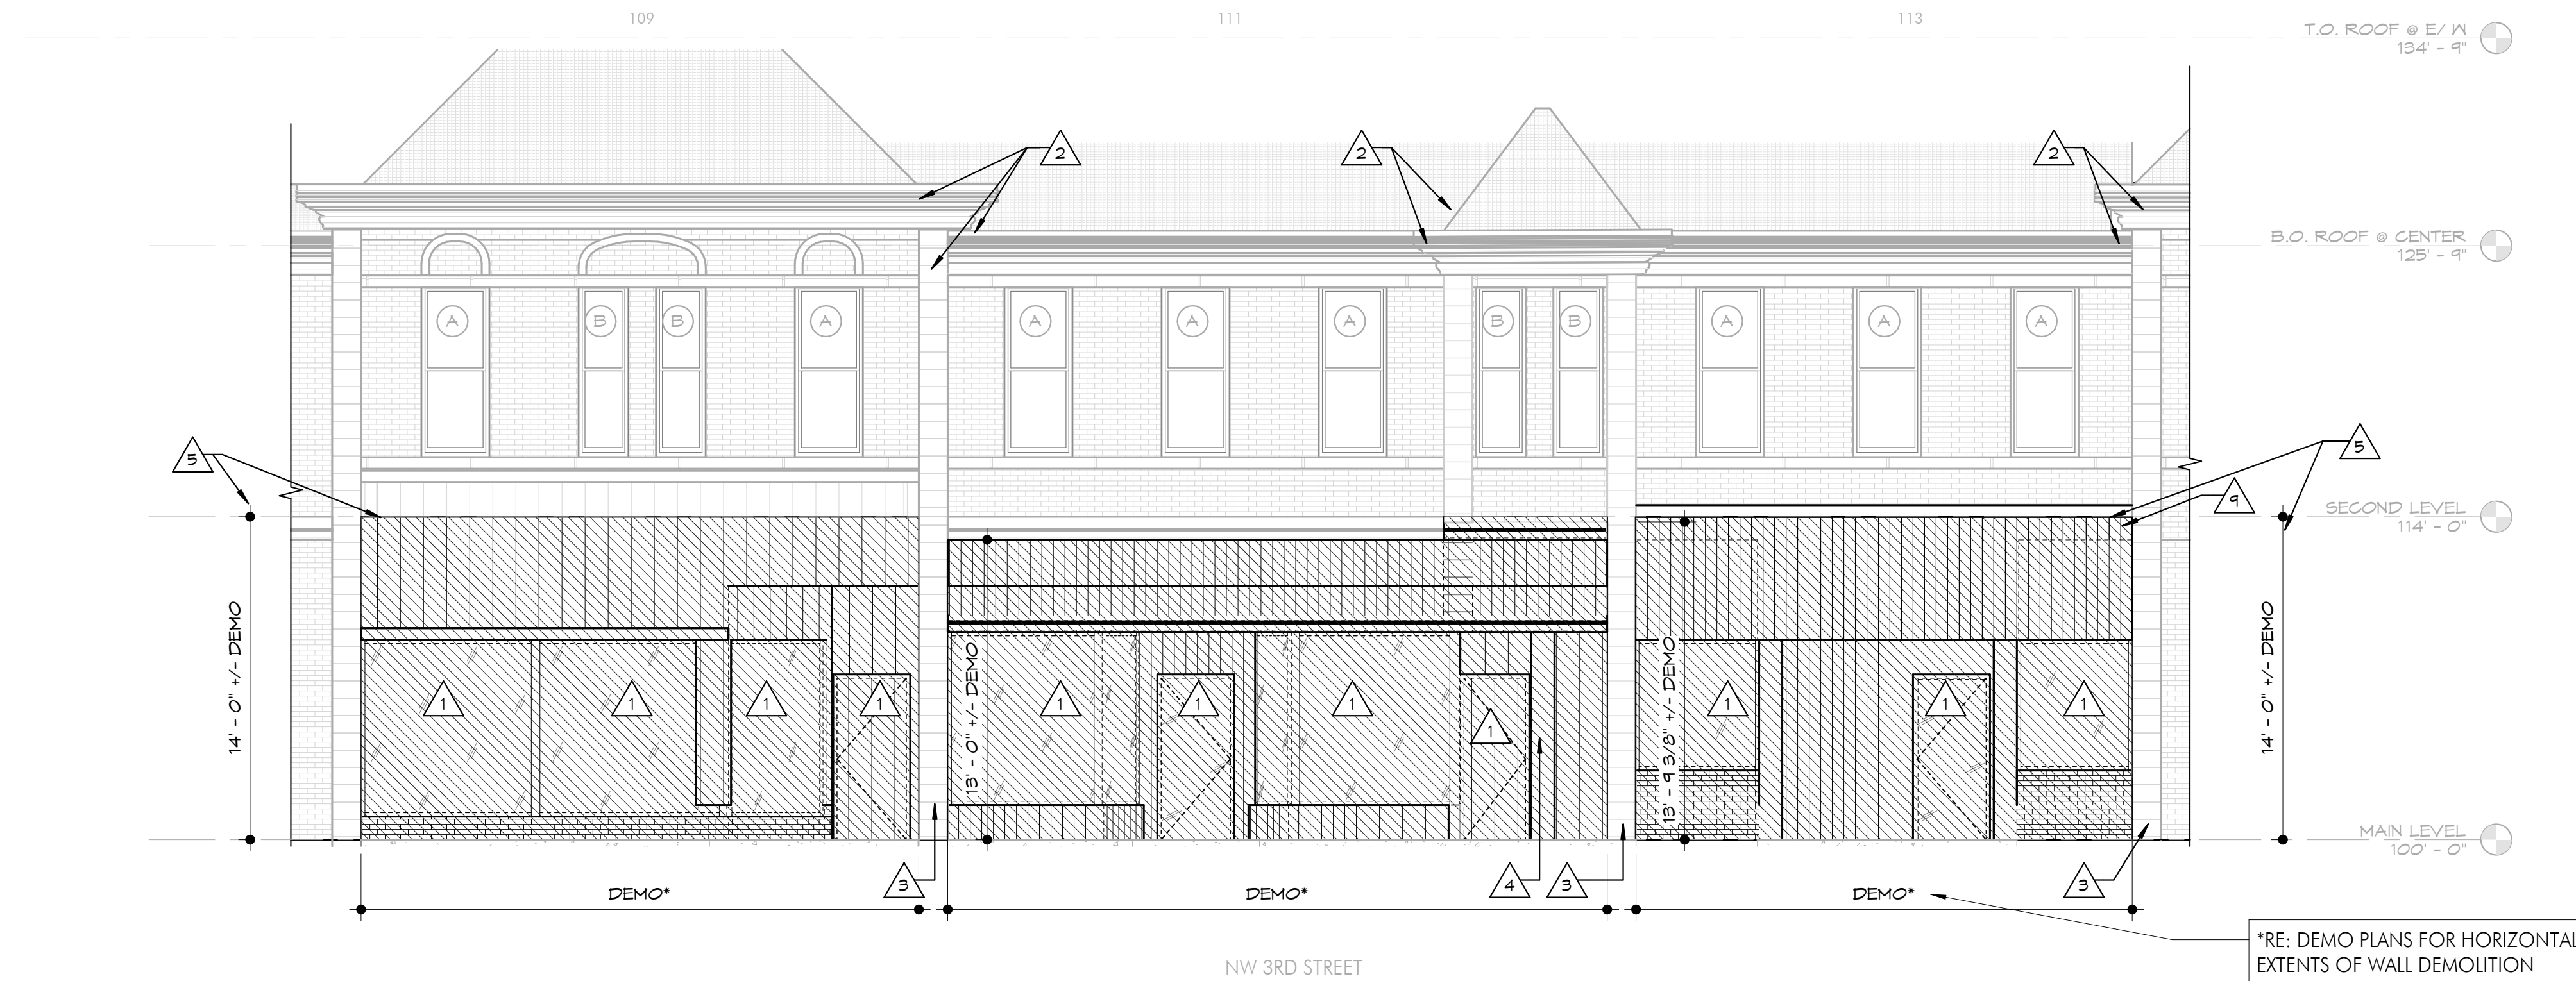 109
111
113
T.O. ROOF @ E/ W
134' - 9"
2
2
2
B.O. ROOF @ CENTER
125' - 9"
A
B
B
A
A
A
A
B
B
A
A
A
5
5
9
SECOND LEVEL
114' - 0"
14' - 0" +/- DEMO
13' - 0" +/- DEMO
13' - 9 3/8" +/- DEMO
14' - 0" +/- DEMO
1
1
1
1
1
1
1
1
1
1
1
MAIN LEVEL
100' - 0"
3
4
3
3
DEMO*
DEMO*
DEMO*
*RE: DEMO PLANS FOR HORIZONTAL
EXTENTS OF WALL DEMOLITION
NW 3RD STREET